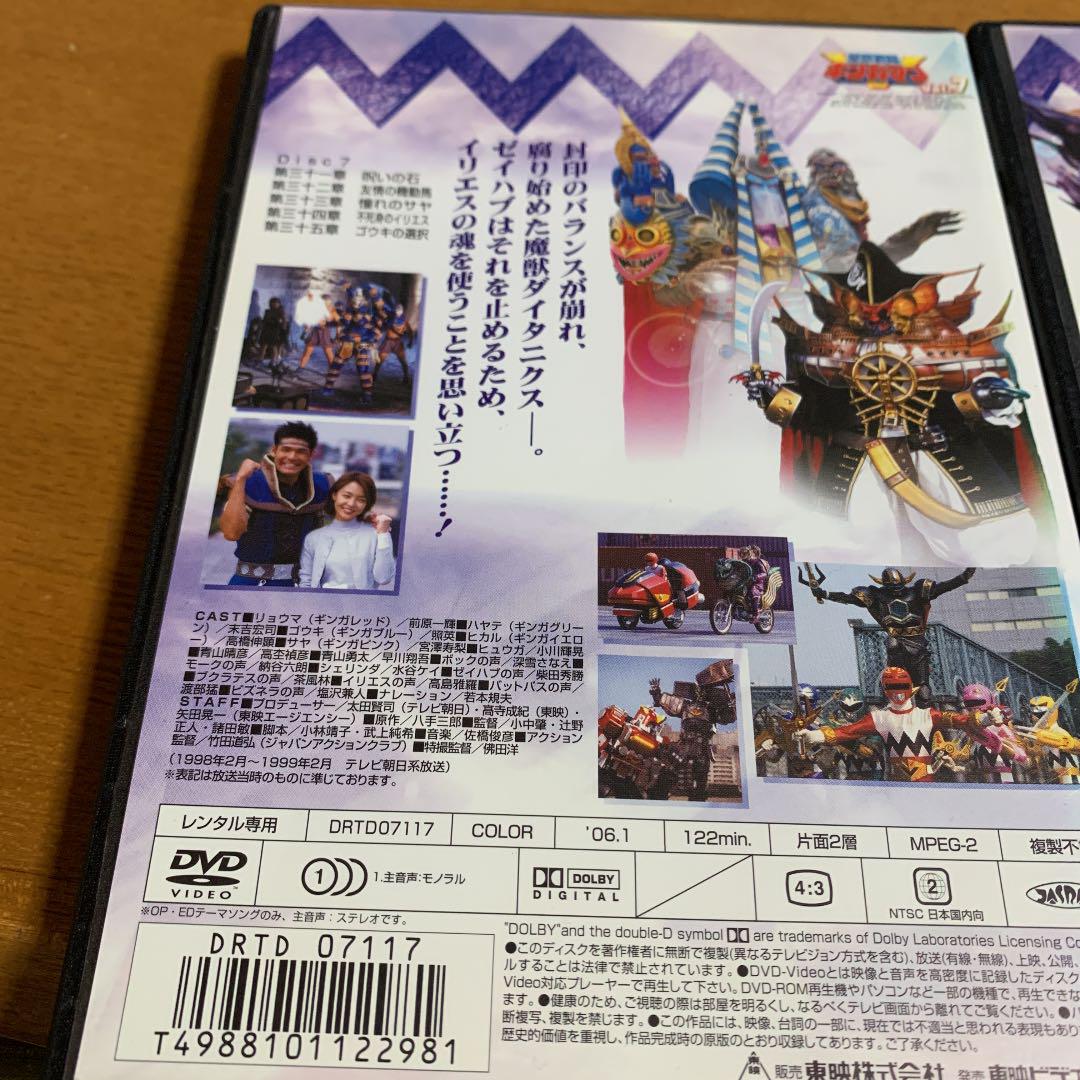 ギンガマン
Vol.7
Disc 7
第三十一章 呪いの石
第三十二章 友情の機動馬
第三十三章 憧れのサヤ
第三十四章 不死身のイリエス
第三十五章 ゴウキの選択
封印のバランスが崩れ、
腐り始めた魔獣ダイタニクス―。
ゼイハブはそれを止めるため、
イリエスの魂を使うことを思い立つ……!
CAST■リョウマ（ギンガレッド）／前原一輝■ハヤテ（ギンガグリー
ン）／末吉宏司■ゴウキ（ギンガブルー）／照英■ヒカル（ギンガイエロ
ー）／高橋伸顕■サヤ（ギンガピンク）／宮澤寿梨■ヒュウガ／小川輝晃
■青山晴彦／高杢禎彦■青山勇太／早川翔吾■ボックの声／深雪さなえ■
モークの声／納谷六朗■シェリンダ／水谷ケイ■ゼイハブの声／柴田秀勝
■ブクラテスの声／茶風林■イリエスの声／高島雅羅■バットバスの声／
渡部猛■ビズネラの声／塩沢兼人■ナレーション／若本規夫
STAFF■プロデューサー／太田賢司（テレビ朝日）・高寺成紀（東映）・
矢田晃一（東映エージエンシー）■原作／八手三郎■監督／小中肇・辻野
正人・諸田敏■脚本／小林靖子・武上純希■音楽／佐橋俊彦■アクション
監督／竹田道弘（ジャパンアクションクラブ）■特撮監督／佛田洋
（1998年2月～1999年2月 テレビ朝日系放送）
※表記は放送当時のものに準じております。
レンタル専用 DRTD07117 COLOR '06.1 122min. 片面2層 MPEG-2 複製不
DVD VIDEO 1 1.主音声：モノラル DOLBY DIGITAL 4:3 2 NTSC 日本国内向
※OP・EDテーマソングのみ、主音声：ステレオです。
DRTD 07117
T4988101122981
"DOLBY"and the double-D symbol are trademarks of Dolby Laboratories Licensing Co
●このディスクを著作権者に無断で複製(異なるテレビジョン方式を含む)、放送(有線・無線)、上映、公開、
ルすることは法律で禁止されています。●DVD-Videoとは映像と音声を高密度に記録したディスク
Video対応プレーヤーで再生して下さい。DVD-ROM再生機やパソコンなど一部の機種で、再生できな
ます。●健康のため、ご視聴の際は部屋を明るくし、なるべくテレビ画面から離れてご覧ください。●パ
断複写、複製を禁じます。●この作品には、映像、台詞の一部に、現在では不適当と思われる表現もあり
歴史的価値を重視し、作品完成時の原版のとおり収録してあります。ご了承ください。
東映 販売 東映株式会社 発売 東映ビデオ